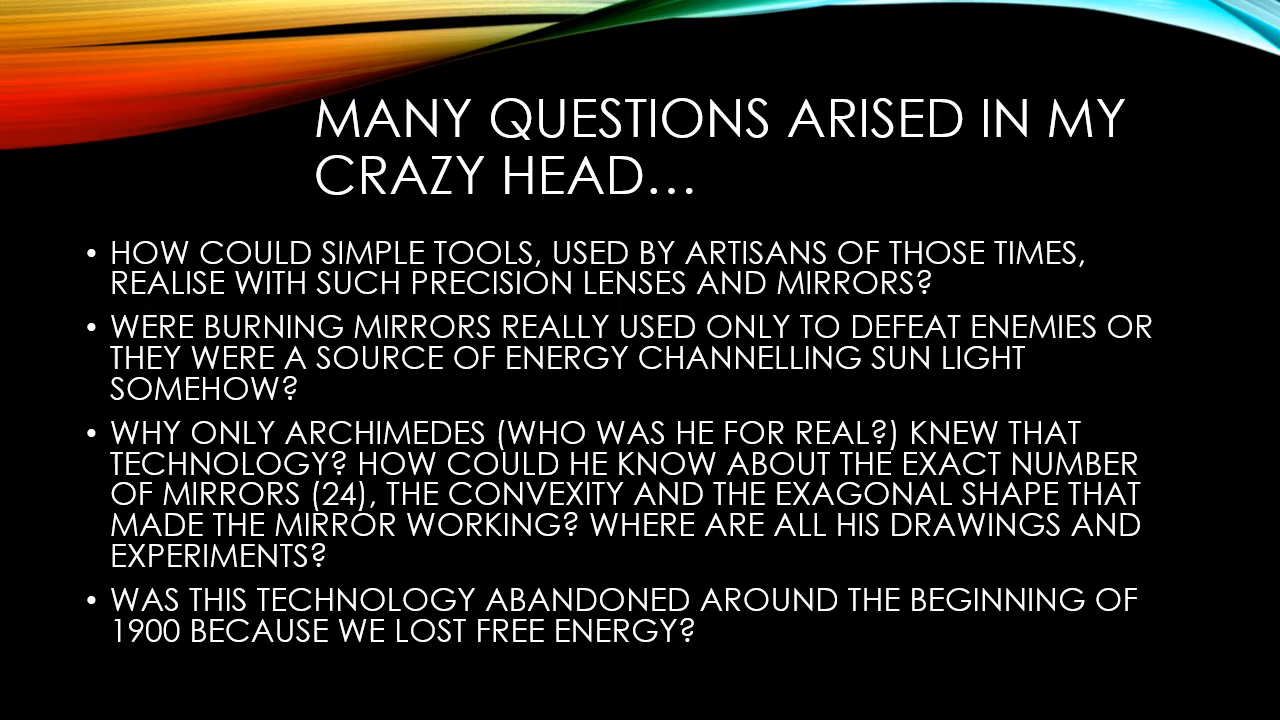 MANY QUESTIONS ARISED IN MY
CRAZY HEAD…
• HOW COULD SIMPLE TOOLS, USED BY ARTISANS OF THOSE TIMES,
REALISE WITH SUCH PRECISION LENSES AND MIRRORS?
• WERE BURNING MIRRORS REALLY USED ONLY TO DEFEAT ENEMIES OR
THEY WERE A SOURCE OF ENERGY CHANNELLING SUN LIGHT
SOMEHOW?
• WHY ONLY ARCHIMEDES (WHO WAS HE FOR REAL?) KNEW THAT
TECHNOLOGY? HOW COULD HE KNOW ABOUT THE EXACT NUMBER
OF MIRRORS (24), THE CONVEXITY AND THE EXAGONAL SHAPE THAT
MADE THE MIRROR WORKING? WHERE ARE ALL HIS DRAWINGS AND
EXPERIMENTS?
• WAS THIS TECHNOLOGY ABANDONED AROUND THE BEGINNING OF
1900 BECAUSE WE LOST FREE ENERGY?